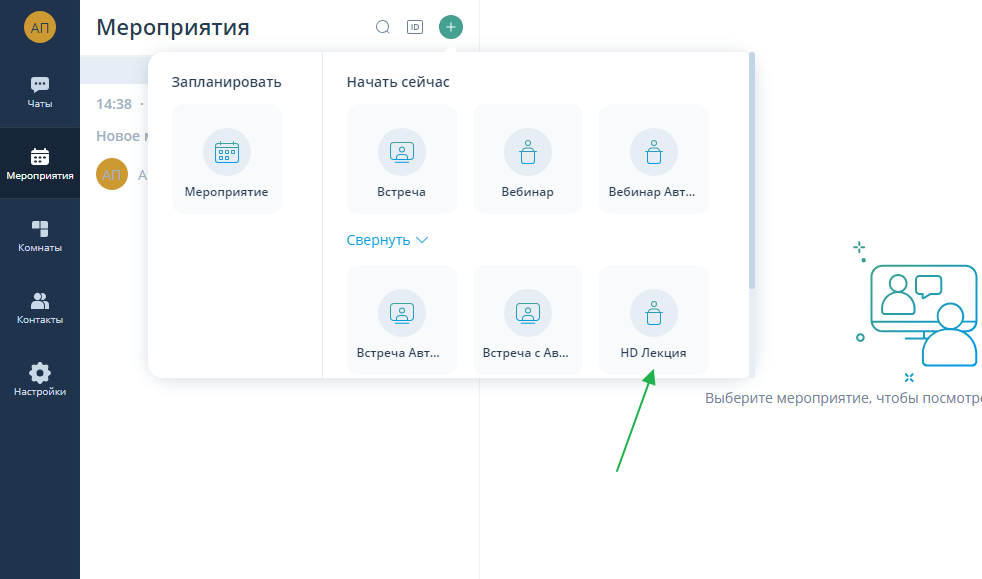 АП
Мероприятия
ID
Чаты
Мероприятия
Комнаты
Контакты
Настройки
14:38 ·
Новое
АП
А
Запланировать
Мероприятие
Начать сейчас
Встреча
Вебинар
Вебинар Авт...
Свернуть
Встреча Авт...
Встреча с Ав...
HD Лекция
Выберите мероприятие, чтобы